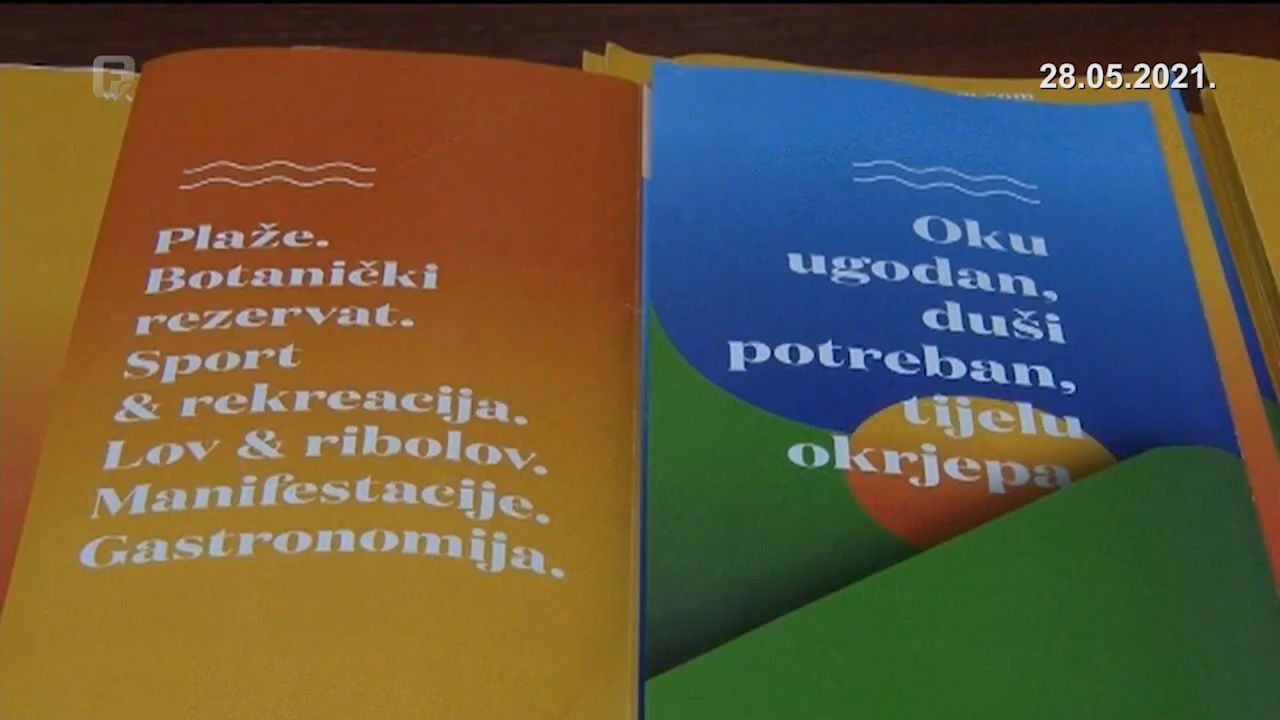 28.05.2021.
Plaže.
Botanički
rezervat.
Sport
& rekreacija.
Lov & ribolov.
Manifestacije.
Gastronomija.
Oku
ugodan,
duši
potreban,
tijelu
okrjepa